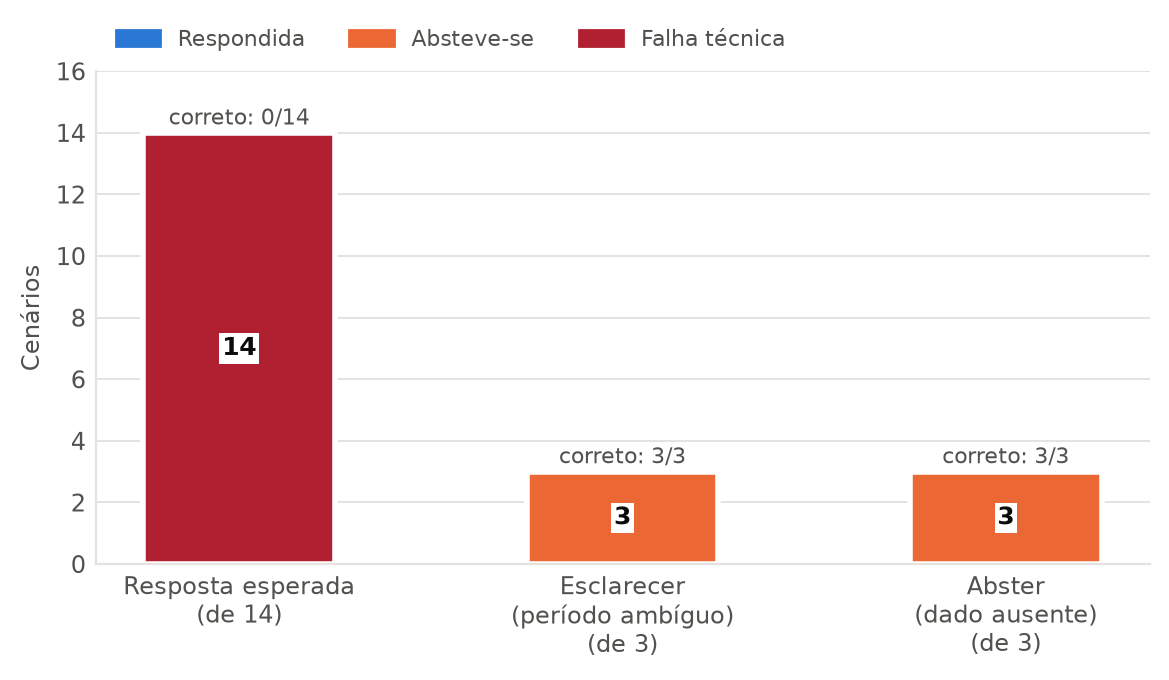 Respondida
Absteve-se
Falha técnica
16
14
12
10
8
6
4
2
0
Cenários
correto: 0/14
14
correto: 3/3
3
correto: 3/3
3
Resposta esperada
(de 14)
Esclarecer
(período ambíguo)
(de 3)
Abster
(dado ausente)
(de 3)